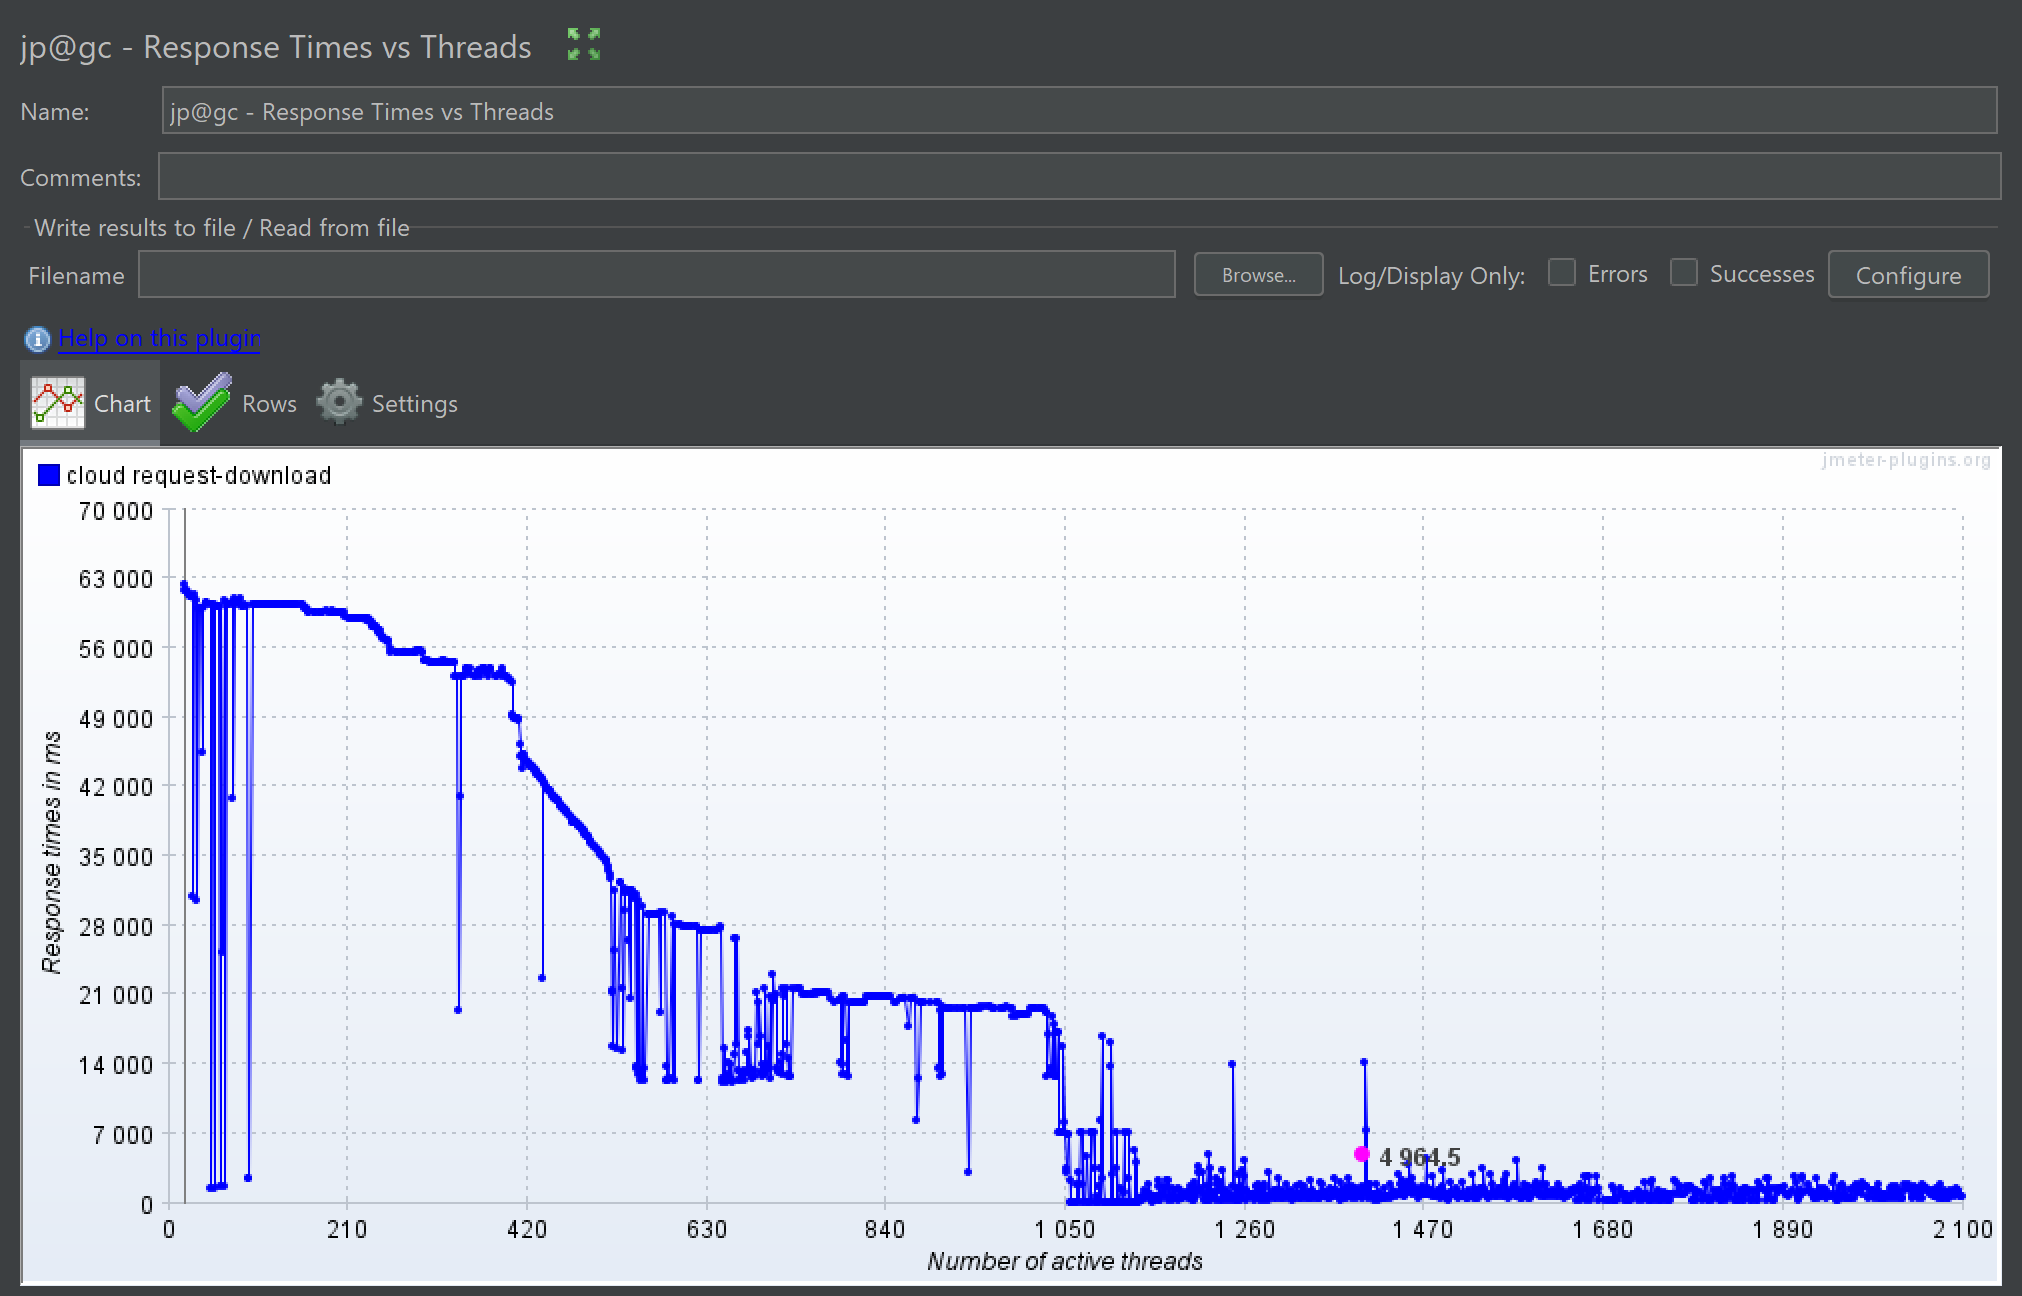 jp@gc - Response Times vs Threads
Name: jp@gc - Response Times vs Threads
Comments:
Write results to file / Read from file
Filename Browse... Log/Display Only: Errors Successes Configure
Help on this plugin
Chart Rows Settings
jmeter-plugins.org
cloud request-download
70 000
63 000
56 000
49 000
42 000
35 000
28 000
21 000
14 000
7 000
0
Response times in ms
4 964,5
0 210 420 630 840 1 050 1 260 1 470 1 680 1 890 2 100
Number of active threads